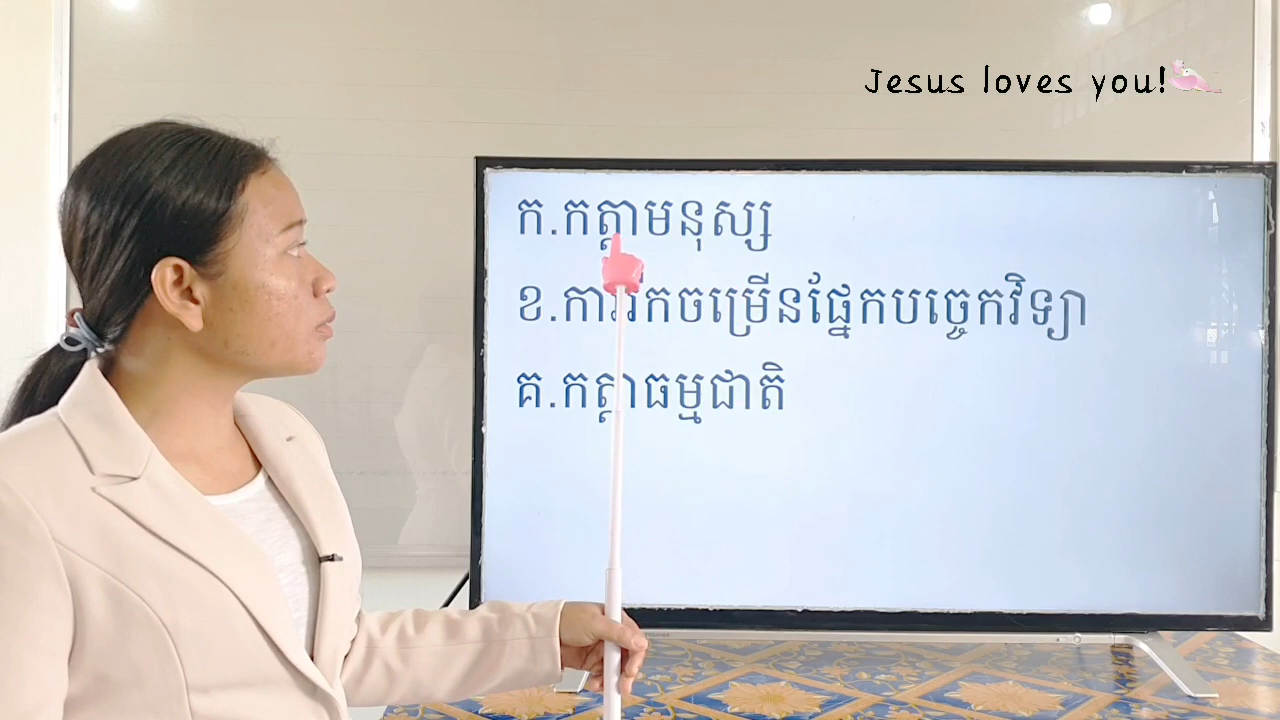 Jesus loves you!
ក.កត្តាមនុស្ស
ខ.ការរីកចម្រើនផ្នែកបច្ចេកវិទ្យា
គ.កត្តាធម្មជាតិ